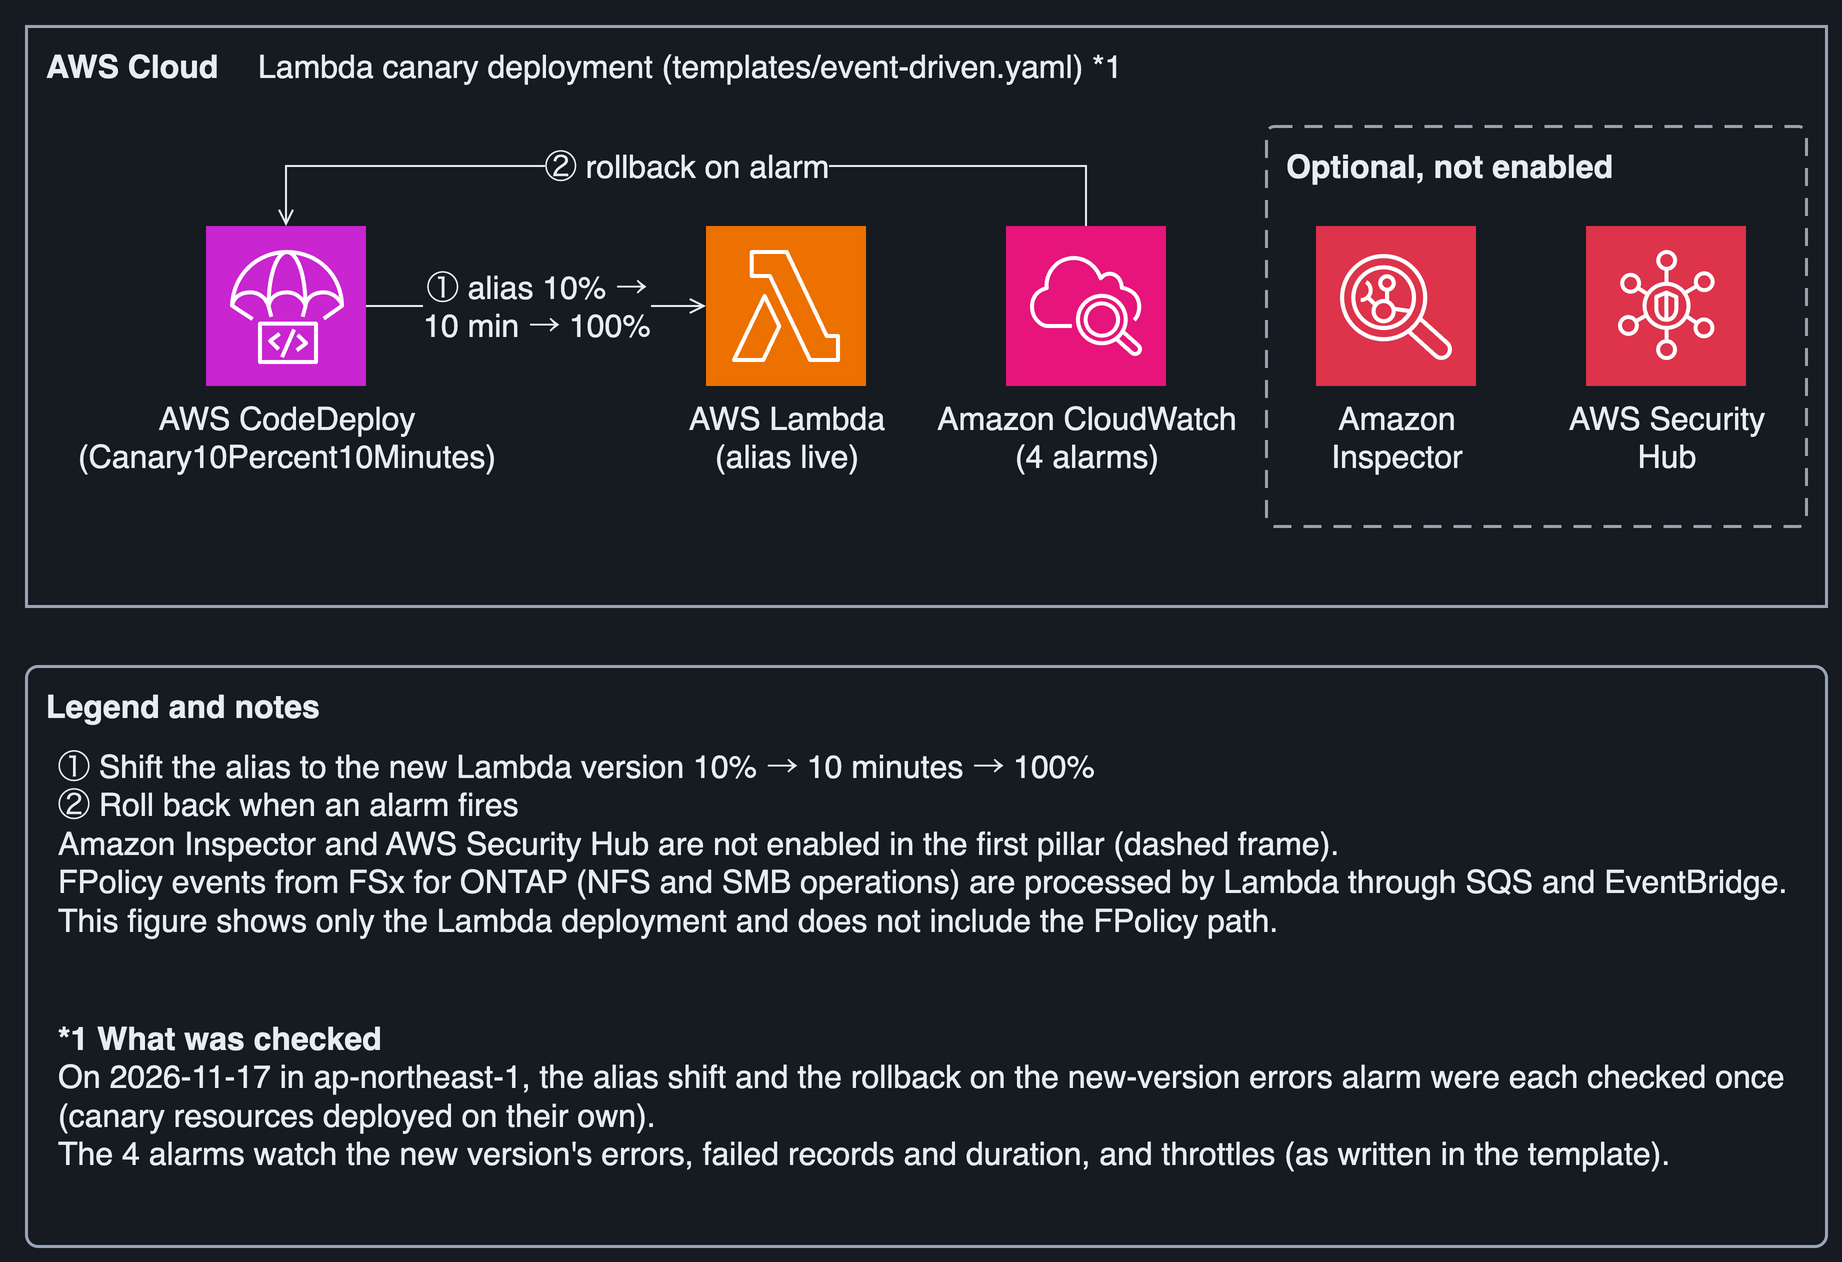 AWS Cloud Lambda canary deployment (templates/event-driven.yaml) *1
② rollback on alarm
Optional, not enabled
① alias 10% →
10 min → 100%
AWS CodeDeploy
(Canary10Percent10Minutes)
AWS Lambda
(alias live)
Amazon CloudWatch
(4 alarms)
Amazon
Inspector
AWS Security
Hub
Legend and notes
① Shift the alias to the new Lambda version 10% → 10 minutes → 100%
② Roll back when an alarm fires
Amazon Inspector and AWS Security Hub are not enabled in the first pillar (dashed frame).
FPolicy events from FSx for ONTAP (NFS and SMB operations) are processed by Lambda through SQS and EventBridge.
This figure shows only the Lambda deployment and does not include the FPolicy path.
*1 What was checked
On 2026-11-17 in ap-northeast-1, the alias shift and the rollback on the new-version errors alarm were each checked once
(canary resources deployed on their own).
The 4 alarms watch the new version's errors, failed records and duration, and throttles (as written in the template).